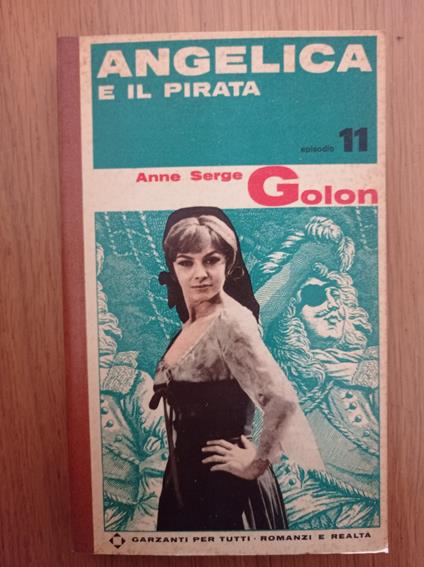 ANGELICA
E IL PIRATA
episodio 11
Anne Serge Golon
GARZANTI PER TUTTI · ROMANZI E REALTÀ